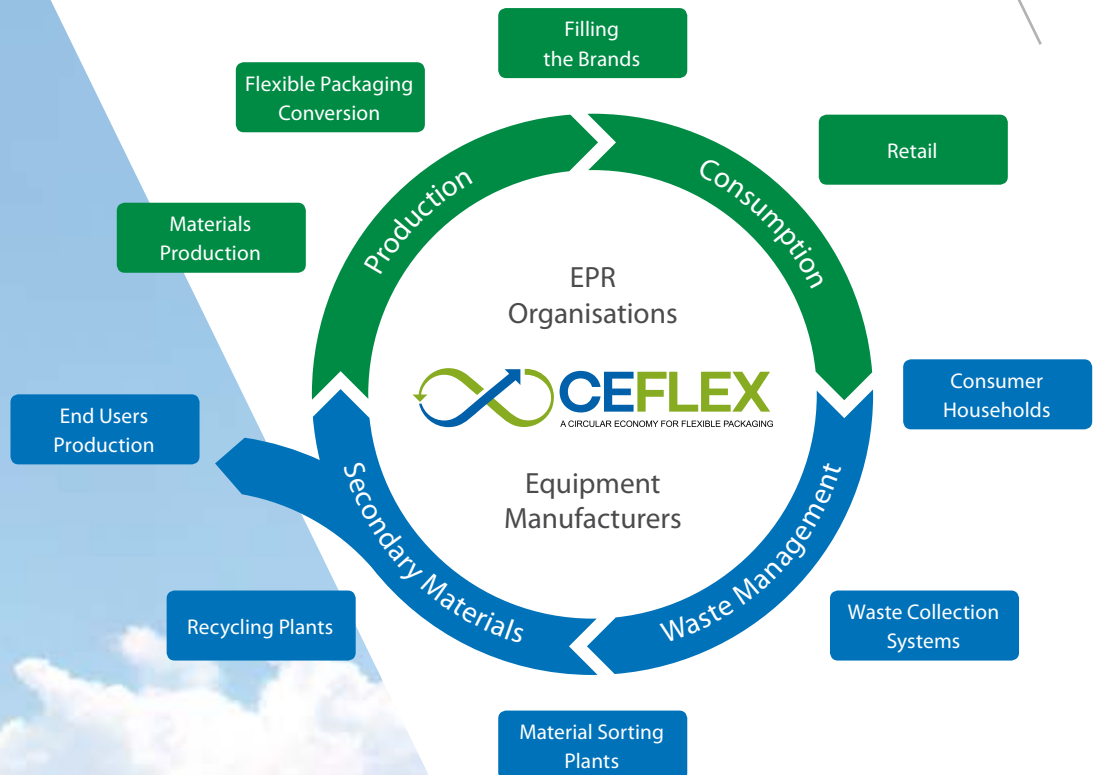 Filling
the Brands
Flexible Packaging
Conversion
Retail
Production
Consumption
Materials
Production
EPR
Organisations
CEFLEX
A CIRCULAR ECONOMY FOR FLEXIBLE PACKAGING
Consumer
Households
End Users
Production
Equipment
Manufacturers
Secondary Materials
Waste Management
Recycling Plants
Waste Collection
Systems
Material Sorting
Plants